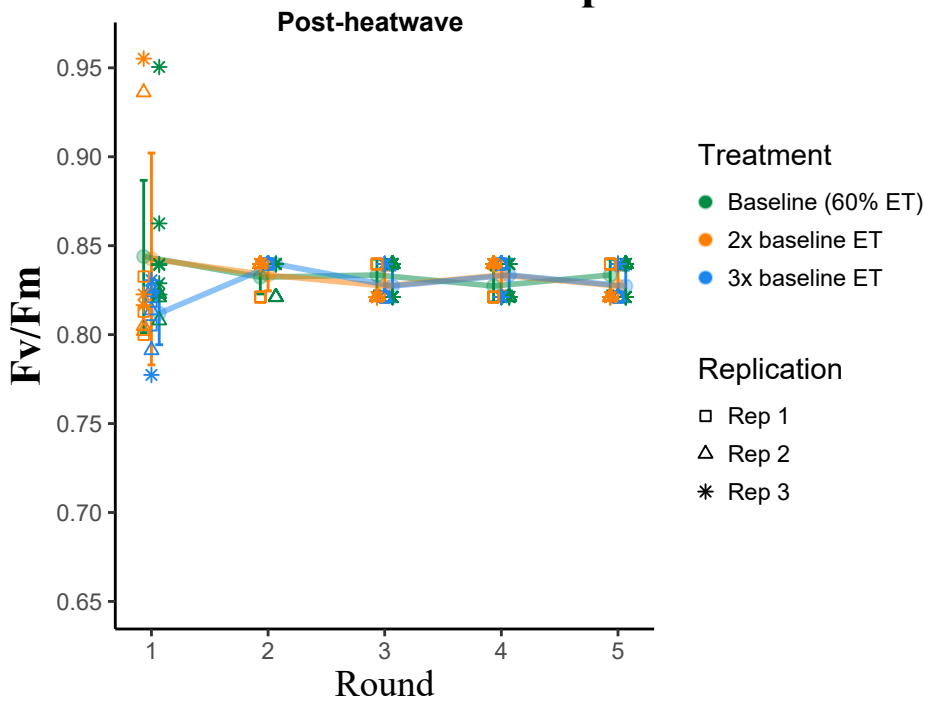 Post-heatwave
Fv/Fm
0.95
0.90
0.85
0.80
0.75
0.70
0.65
1 2 3 4 5
Round
Treatment
Baseline (60% ET)
2x baseline ET
3x baseline ET
Replication
Rep 1
Rep 2
Rep 3